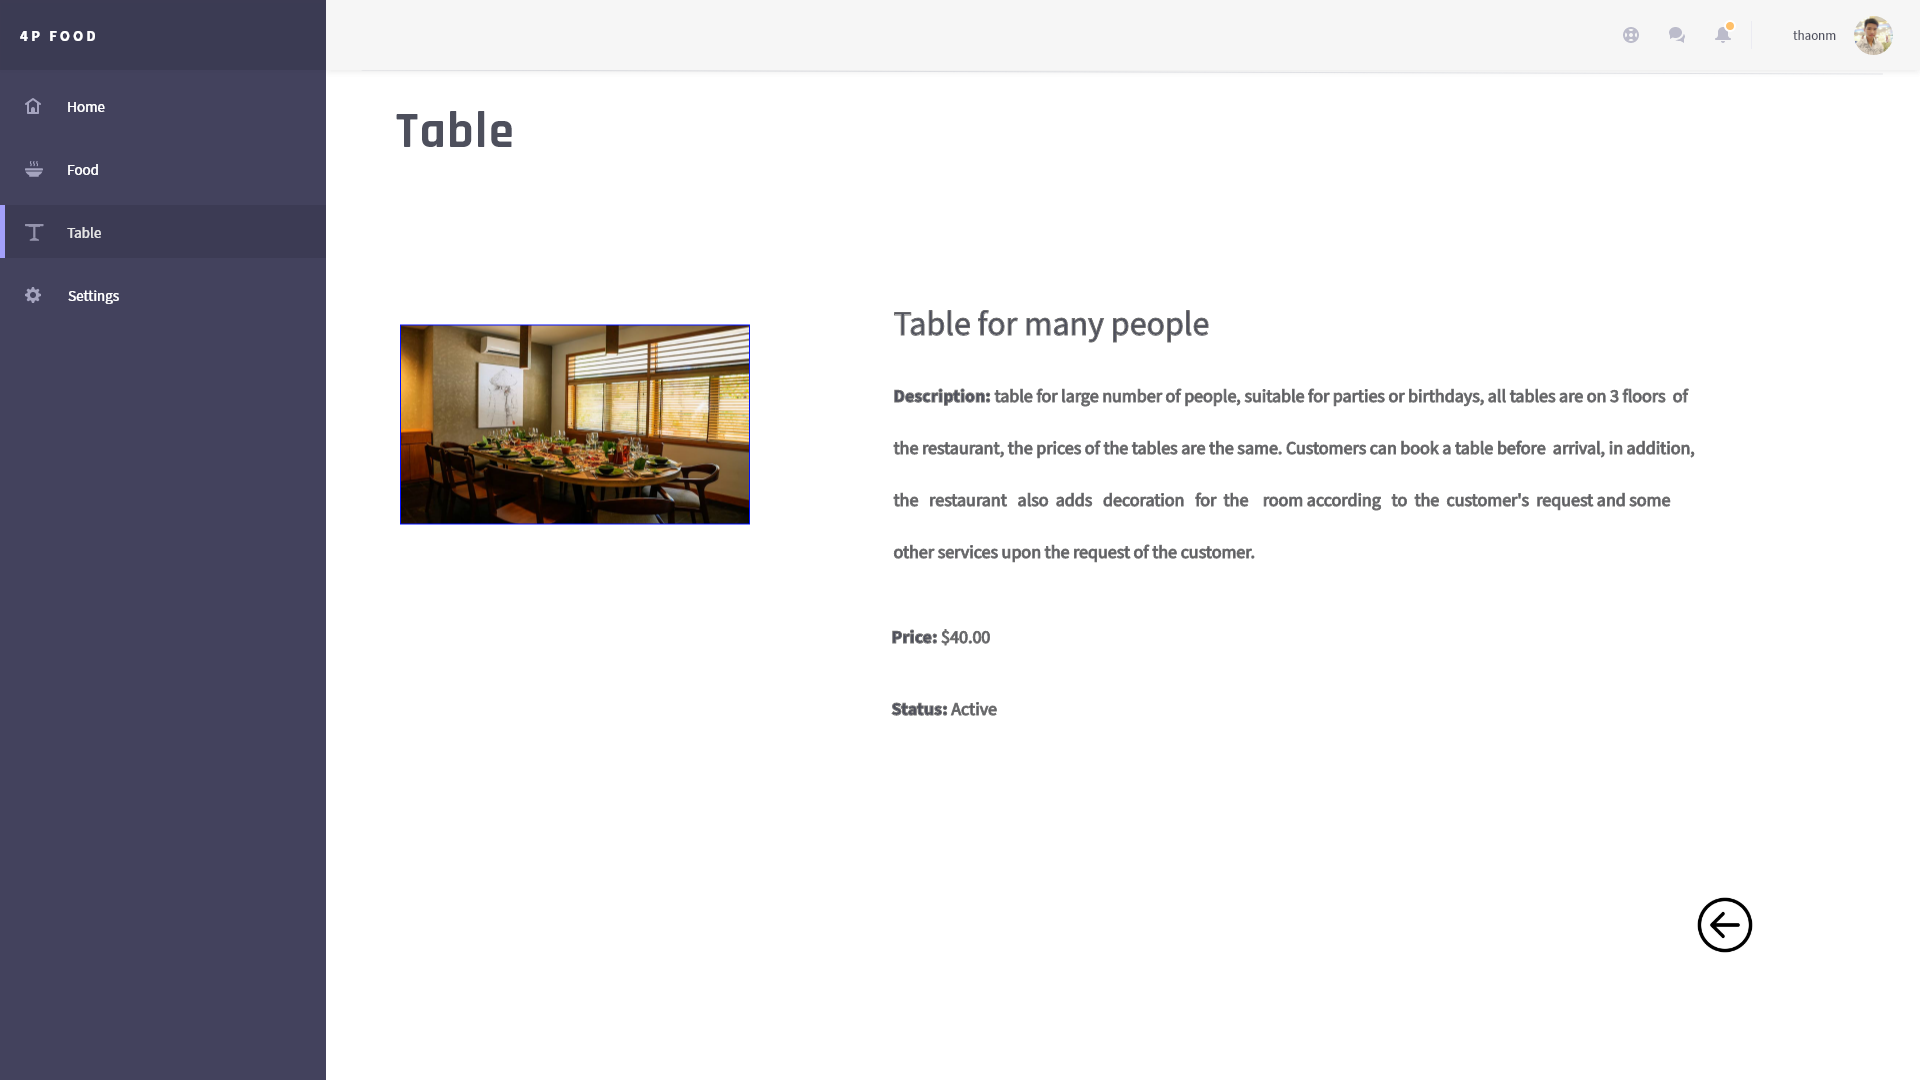 4P FOOD
thaonm
Home
Food
Table
Settings
Table
Table for many people
Description: table for large number of people, suitable for parties or birthdays, all tables are on 3 floors of
the restaurant, the prices of the tables are the same. Customers can book a table before arrival, in addition,
the restaurant also adds decoration for the room according to the customer's request and some
other services upon the request of the customer.
Price: $40.00
Status: Active